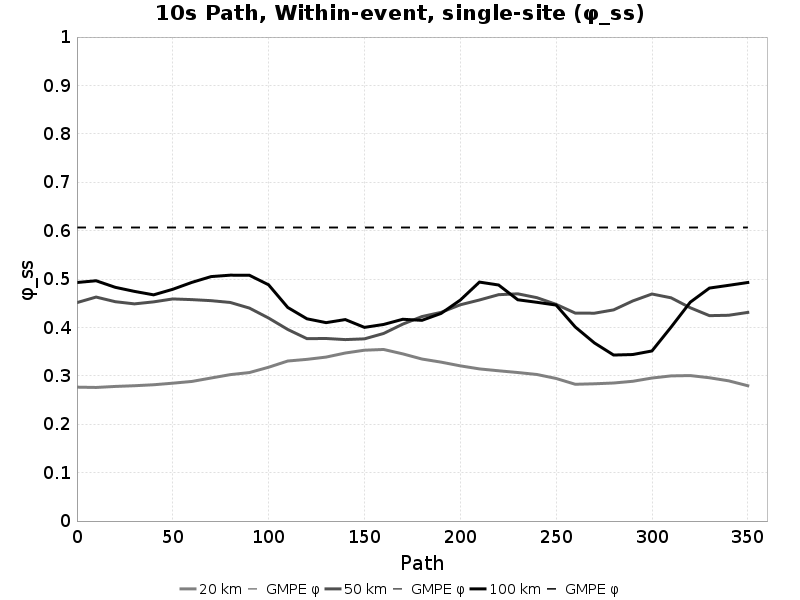 10s Path, Within-event, single-site (φ_ss)
1
0.9
0.8
0.7
0.6
0.5
0.4
0.3
0.2
0.1
0
φ_ss
0 50 100 150 200 250 300 350
Path
20 km GMPE φ 50 km GMPE φ 100 km GMPE φ